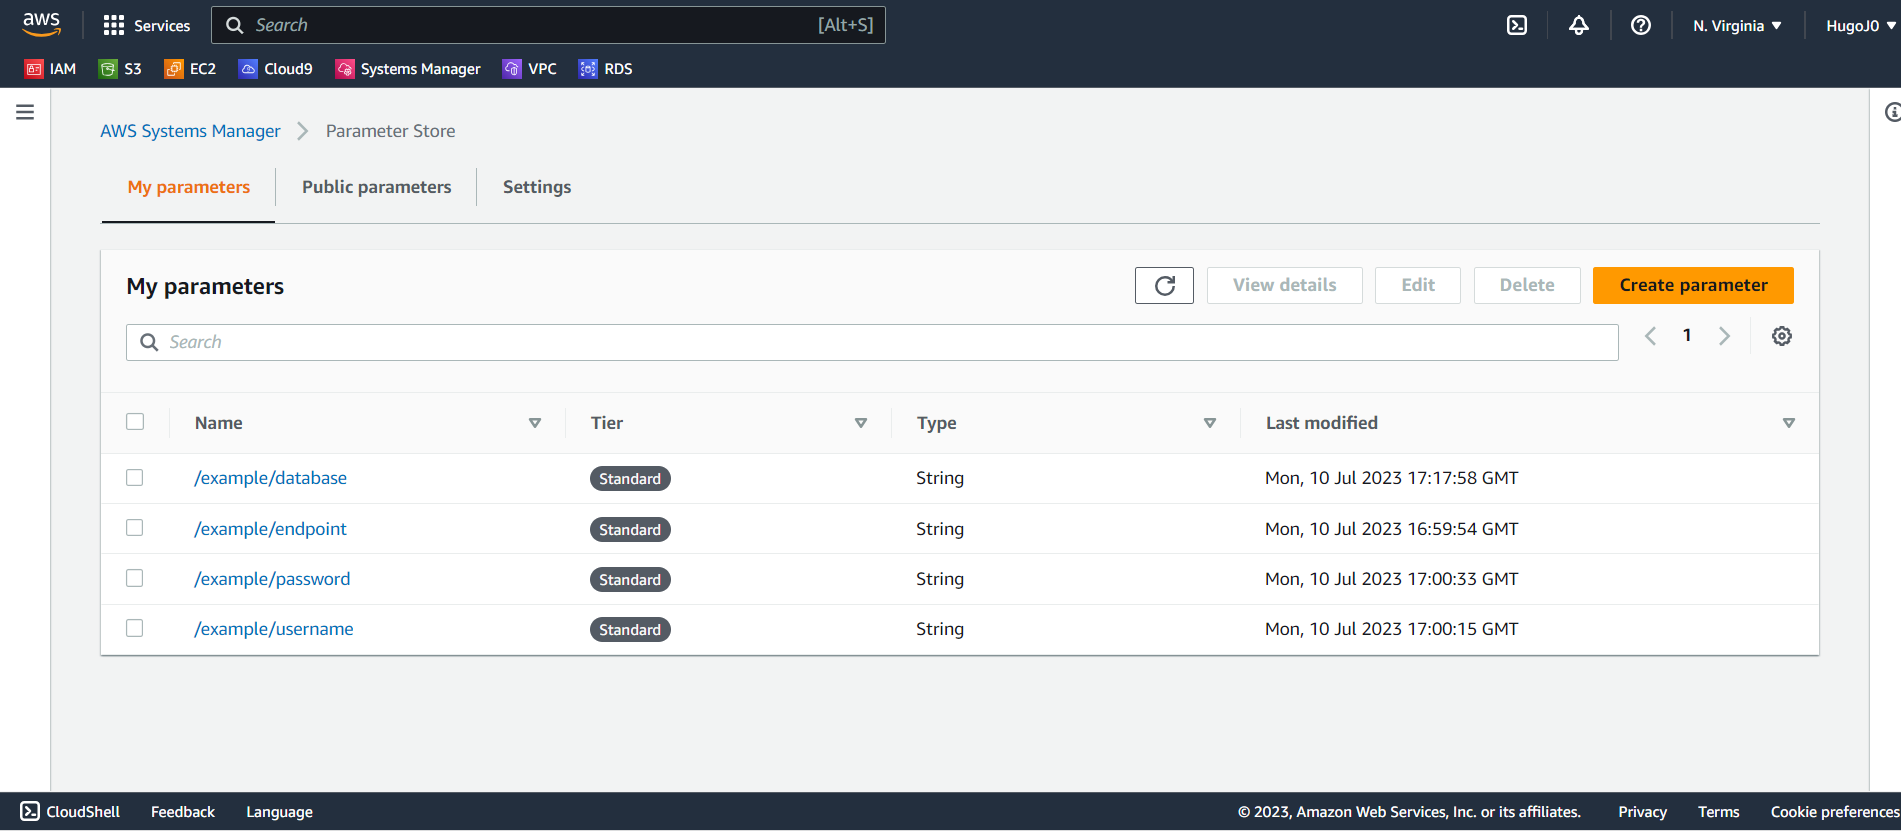 aws Services Search [Alt+S] N. Virginia HugoJ0
IAM S3 EC2 Cloud9 Systems Manager VPC RDS
AWS Systems Manager Parameter Store
My parameters Public parameters Settings
My parameters View details Edit Delete Create parameter
Search 1
Name Tier Type Last modified
/example/database Standard String Mon, 10 Jul 2023 17:17:58 GMT
/example/endpoint Standard String Mon, 10 Jul 2023 16:59:54 GMT
/example/password Standard String Mon, 10 Jul 2023 17:00:33 GMT
/example/username Standard String Mon, 10 Jul 2023 17:00:15 GMT
CloudShell Feedback Language © 2023, Amazon Web Services, Inc. or its affiliates. Privacy Terms Cookie preferences